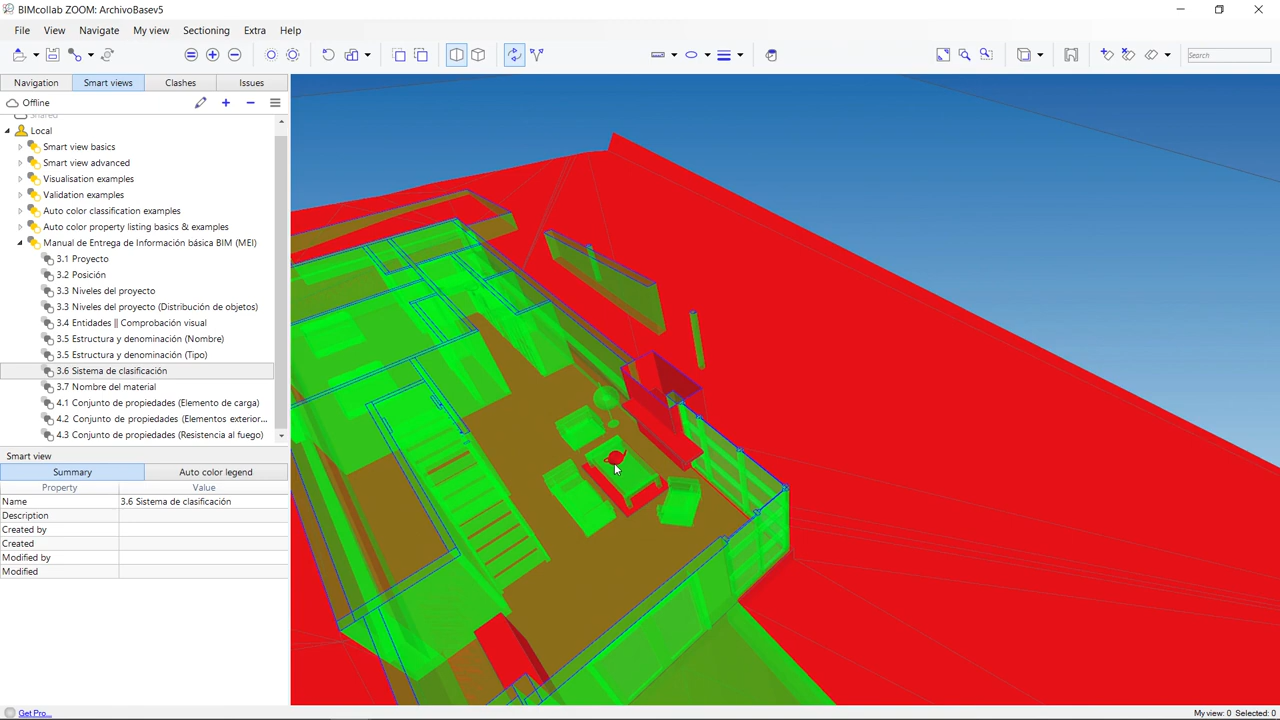 BIMcollab ZOOM: ArchivoBasev5
File View Navigate My view Sectioning Extra Help
Search
Navigation Smart views Clashes Issues
Offline
Shared
Local
Smart view basics
Smart view advanced
Visualisation examples
Validation examples
Auto color classification examples
Auto color property listing basics & examples
Manual de Entrega de Información básica BIM (MEI)
3.1 Proyecto
3.2 Posición
3.3 Niveles del proyecto
3.3 Niveles del proyecto (Distribución de objetos)
3.4 Entidades || Comprobación visual
3.5 Estructura y denominación (Nombre)
3.5 Estructura y denominación (Tipo)
3.6 Sistema de clasificación
3.7 Nombre del material
4.1 Conjunto de propiedades (Elemento de carga)
4.2 Conjunto de propiedades (Elementos exterior...
4.3 Conjunto de propiedades (Resistencia al fuego)
Smart view
Summary Auto color legend
Property Value
Name 3.6 Sistema de clasificación
Description
Created by
Created
Modified by
Modified
Get Pro... My view: 0 Selected: 0